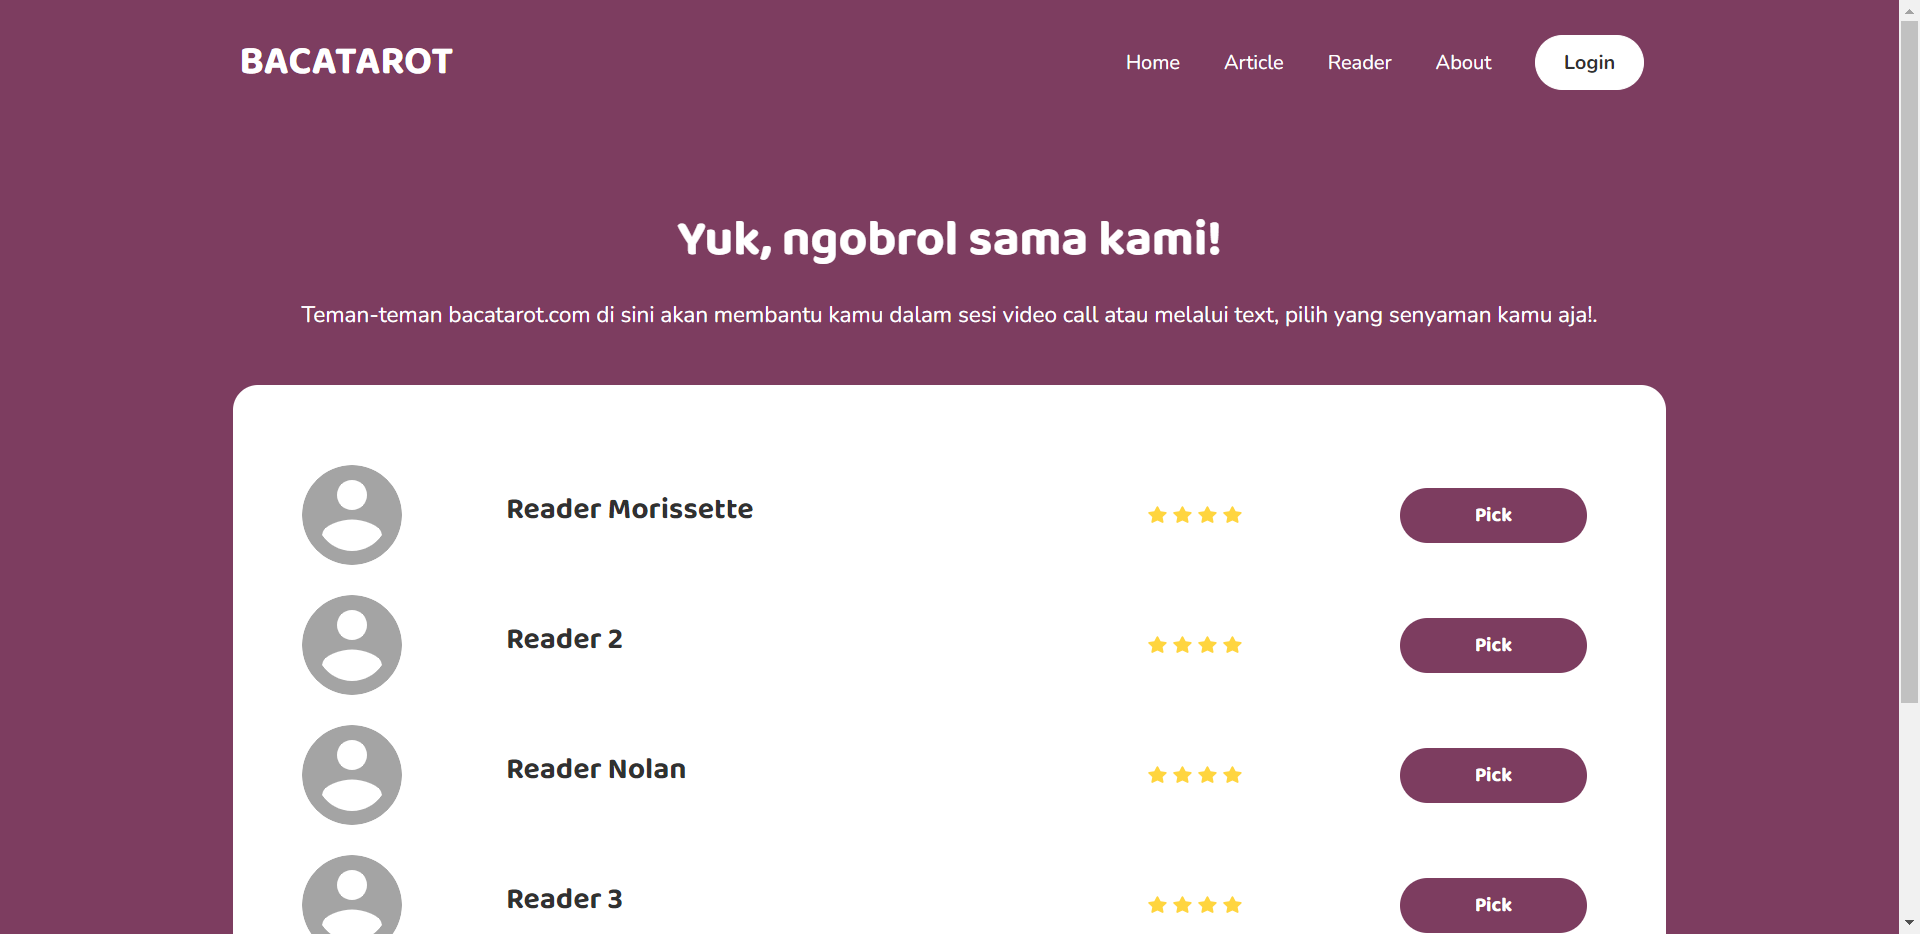 BACATAROT
Home Article Reader About Login
Yuk, ngobrol sama kami!
Teman-teman bacatarot.com di sini akan membantu kamu dalam sesi video call atau melalui text, pilih yang senyaman kamu aja!.
Reader Morissette Pick
Reader 2 Pick
Reader Nolan Pick
Reader 3 Pick